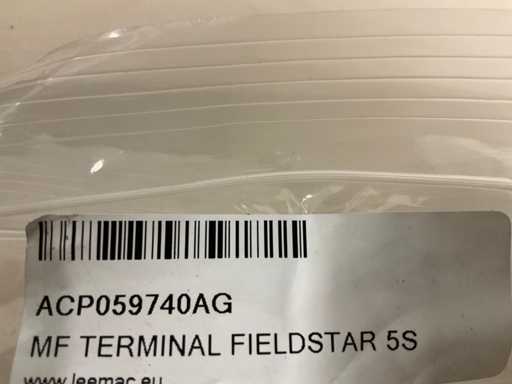 ACP059740AG
MF TERMINAL FIELDSTAR 5S
www.leemac.eu